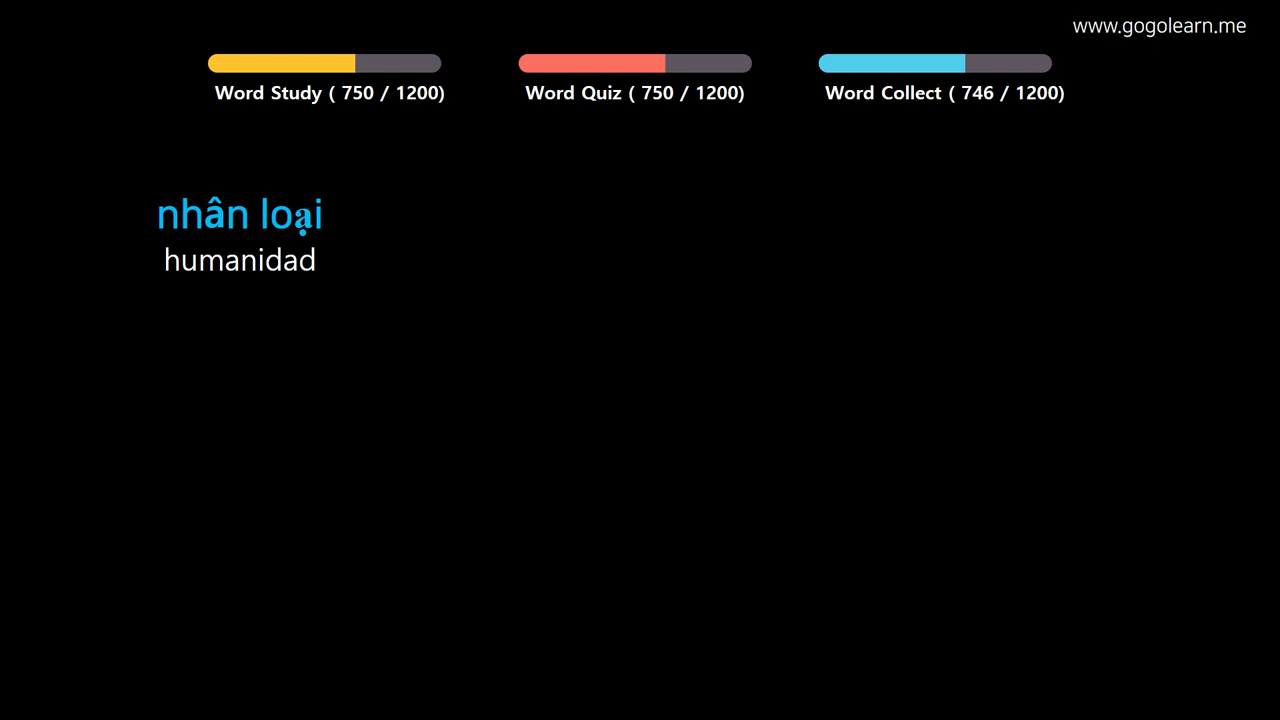 www.gogolearn.me
Word Study ( 750 / 1200)
Word Quiz ( 750 / 1200)
Word Collect ( 746 / 1200)
nhân loại
humanidad